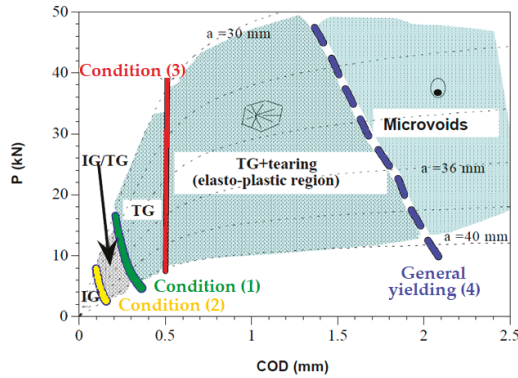 50
40
30
20
10
0
P (kN)
a =30 mm
Condition (3)
Microvoids
IG/TG
TG+tearing
(elasto-plastic region)
a =36 mm
TG
a =40 mm
Condition (1)
General
yielding (4)
IG
Condition (2)
0 0.5 1 1.5 2 2.5
COD (mm)